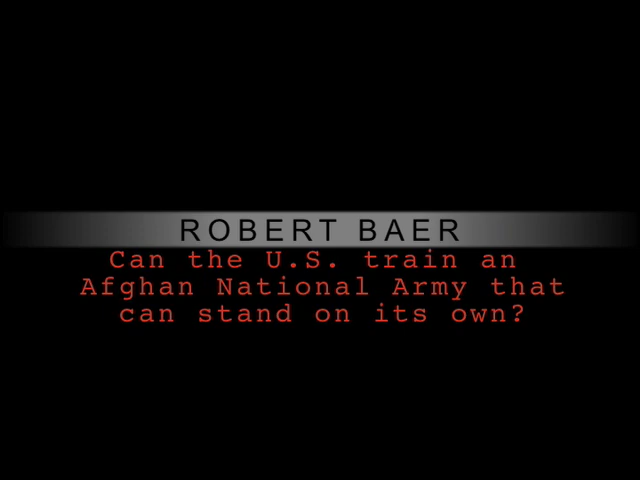 ROBERT BAER
Can the U.S. train an
Afghan National Army that
can stand on its own?